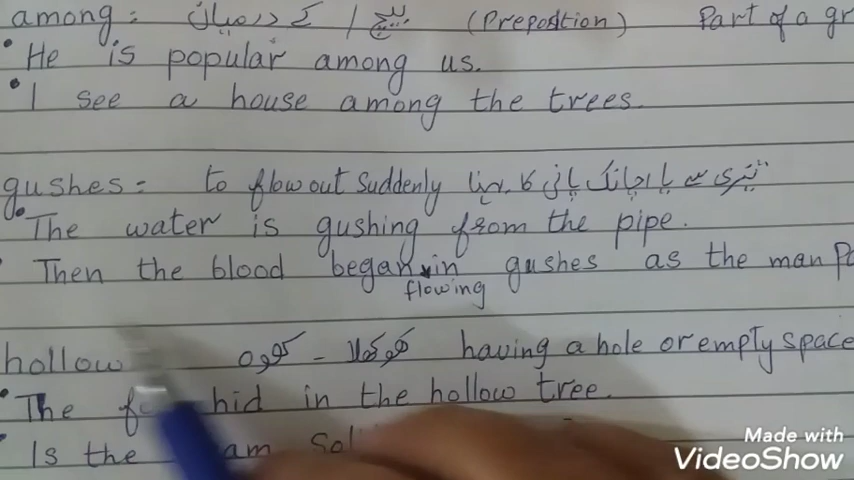 among: کے درمیان / بیچ (Preposition) Part of a gr
• He is popular among us.
• I see a house among the trees.
gushes= to flow out suddenly تیزی سے یا اچانک پانی کا بہنا
• The water is gushing from the pipe.
• Then the blood began in gushes as the man Po
flowing
hollow کھوکھلا - کھوہ having a hole or empty space
• The hid in the hollow tree.
• Is the
Made with
VideoShow